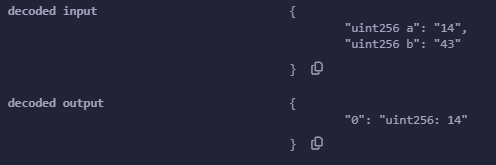 decoded input {
"uint256 a": "14",
"uint256 b": "43"
}
decoded output {
"0": "uint256: 14"
}